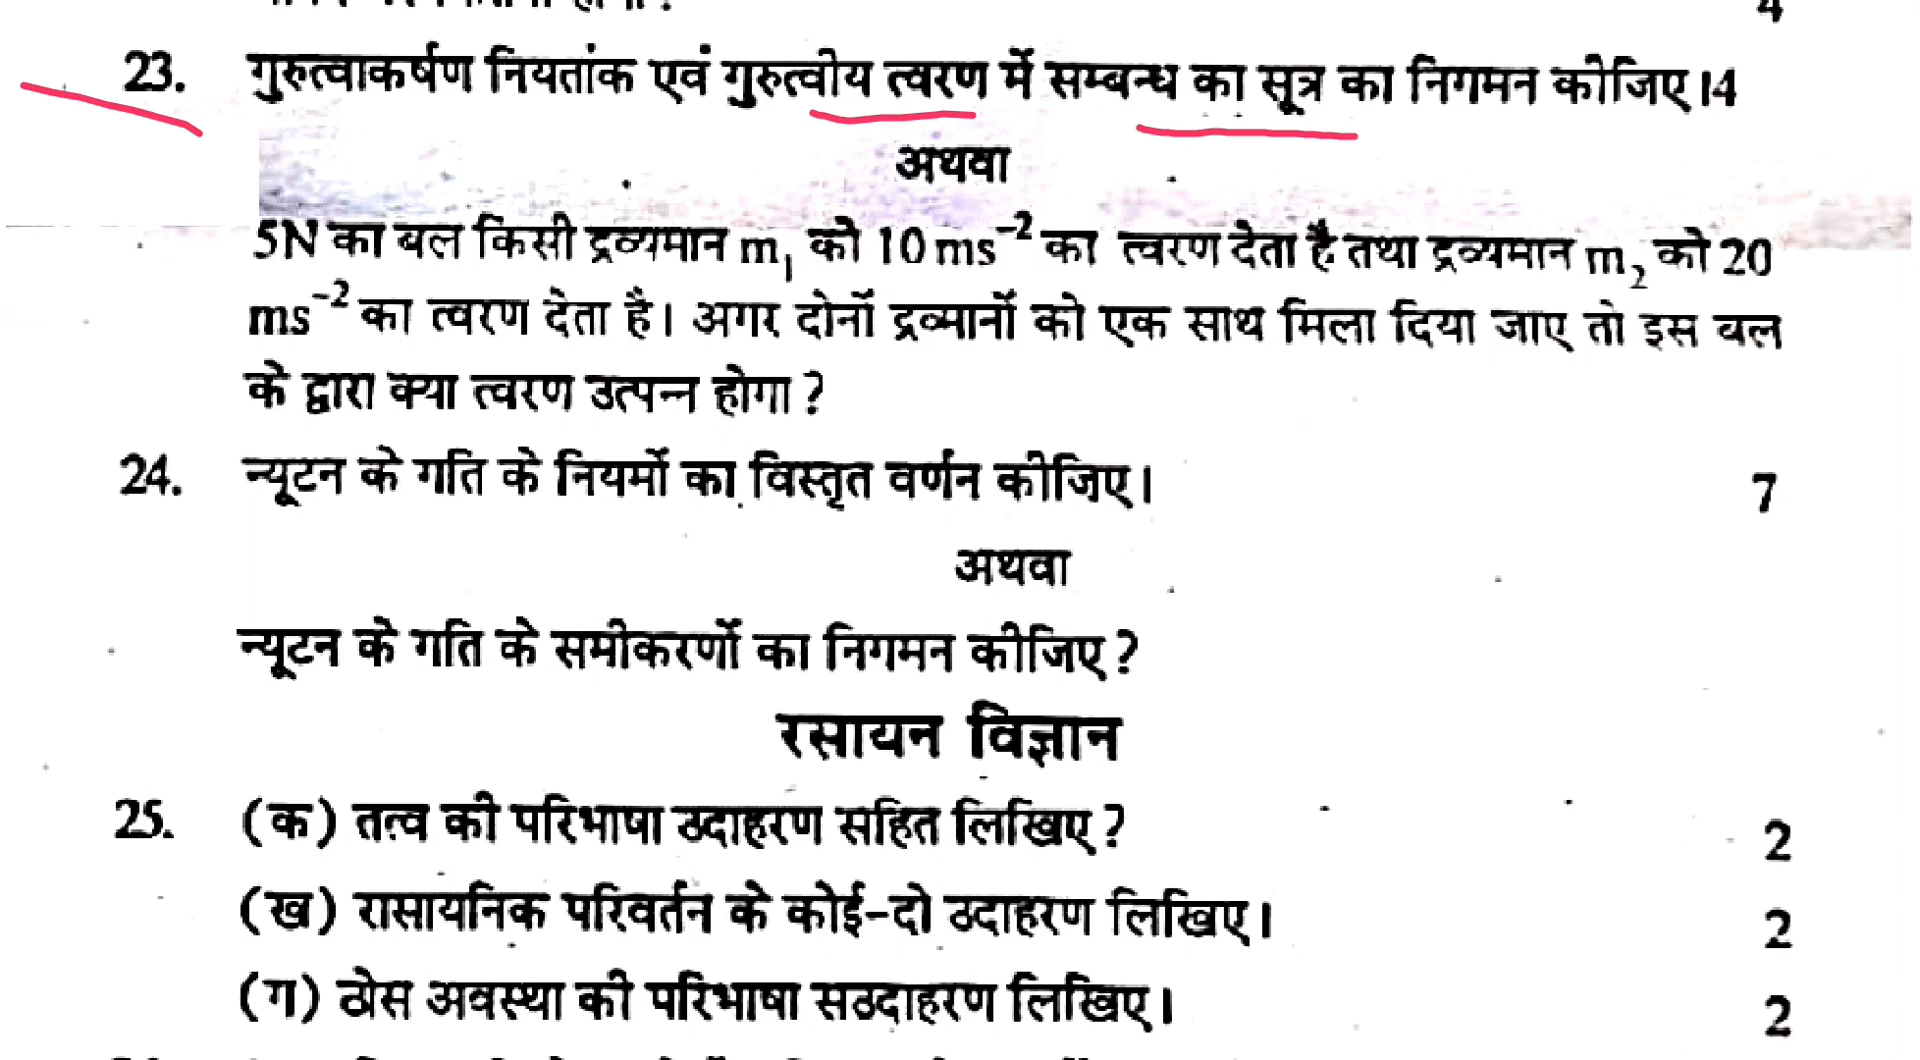 4
23. गुरुत्वाकर्षण नियतांक एवं गुरुत्वीय त्वरण में सम्बन्ध का सूत्र का निगमन कीजिए।4
अथवा
5N का बल किसी द्रव्यमान m₁ को 10 ms⁻² का त्वरण देता है तथा द्रव्यमान m₂ को 20
ms⁻² का त्वरण देता है। अगर दोनों द्रव्मानों को एक साथ मिला दिया जाए तो इस बल
के द्वारा क्या त्वरण उत्पन्न होगा ?
24. न्यूटन के गति के नियमों का विस्तृत वर्णन कीजिए। 7
अथवा
न्यूटन के गति के समीकरणों का निगमन कीजिए ?
रसायन विज्ञान
25. (क) तत्व की परिभाषा उदाहरण सहित लिखिए ? 2
(ख) रासायनिक परिवर्तन के कोई-दो उदाहरण लिखिए। 2
(ग) ठोस अवस्था की परिभाषा सउदाहरण लिखिए। 2